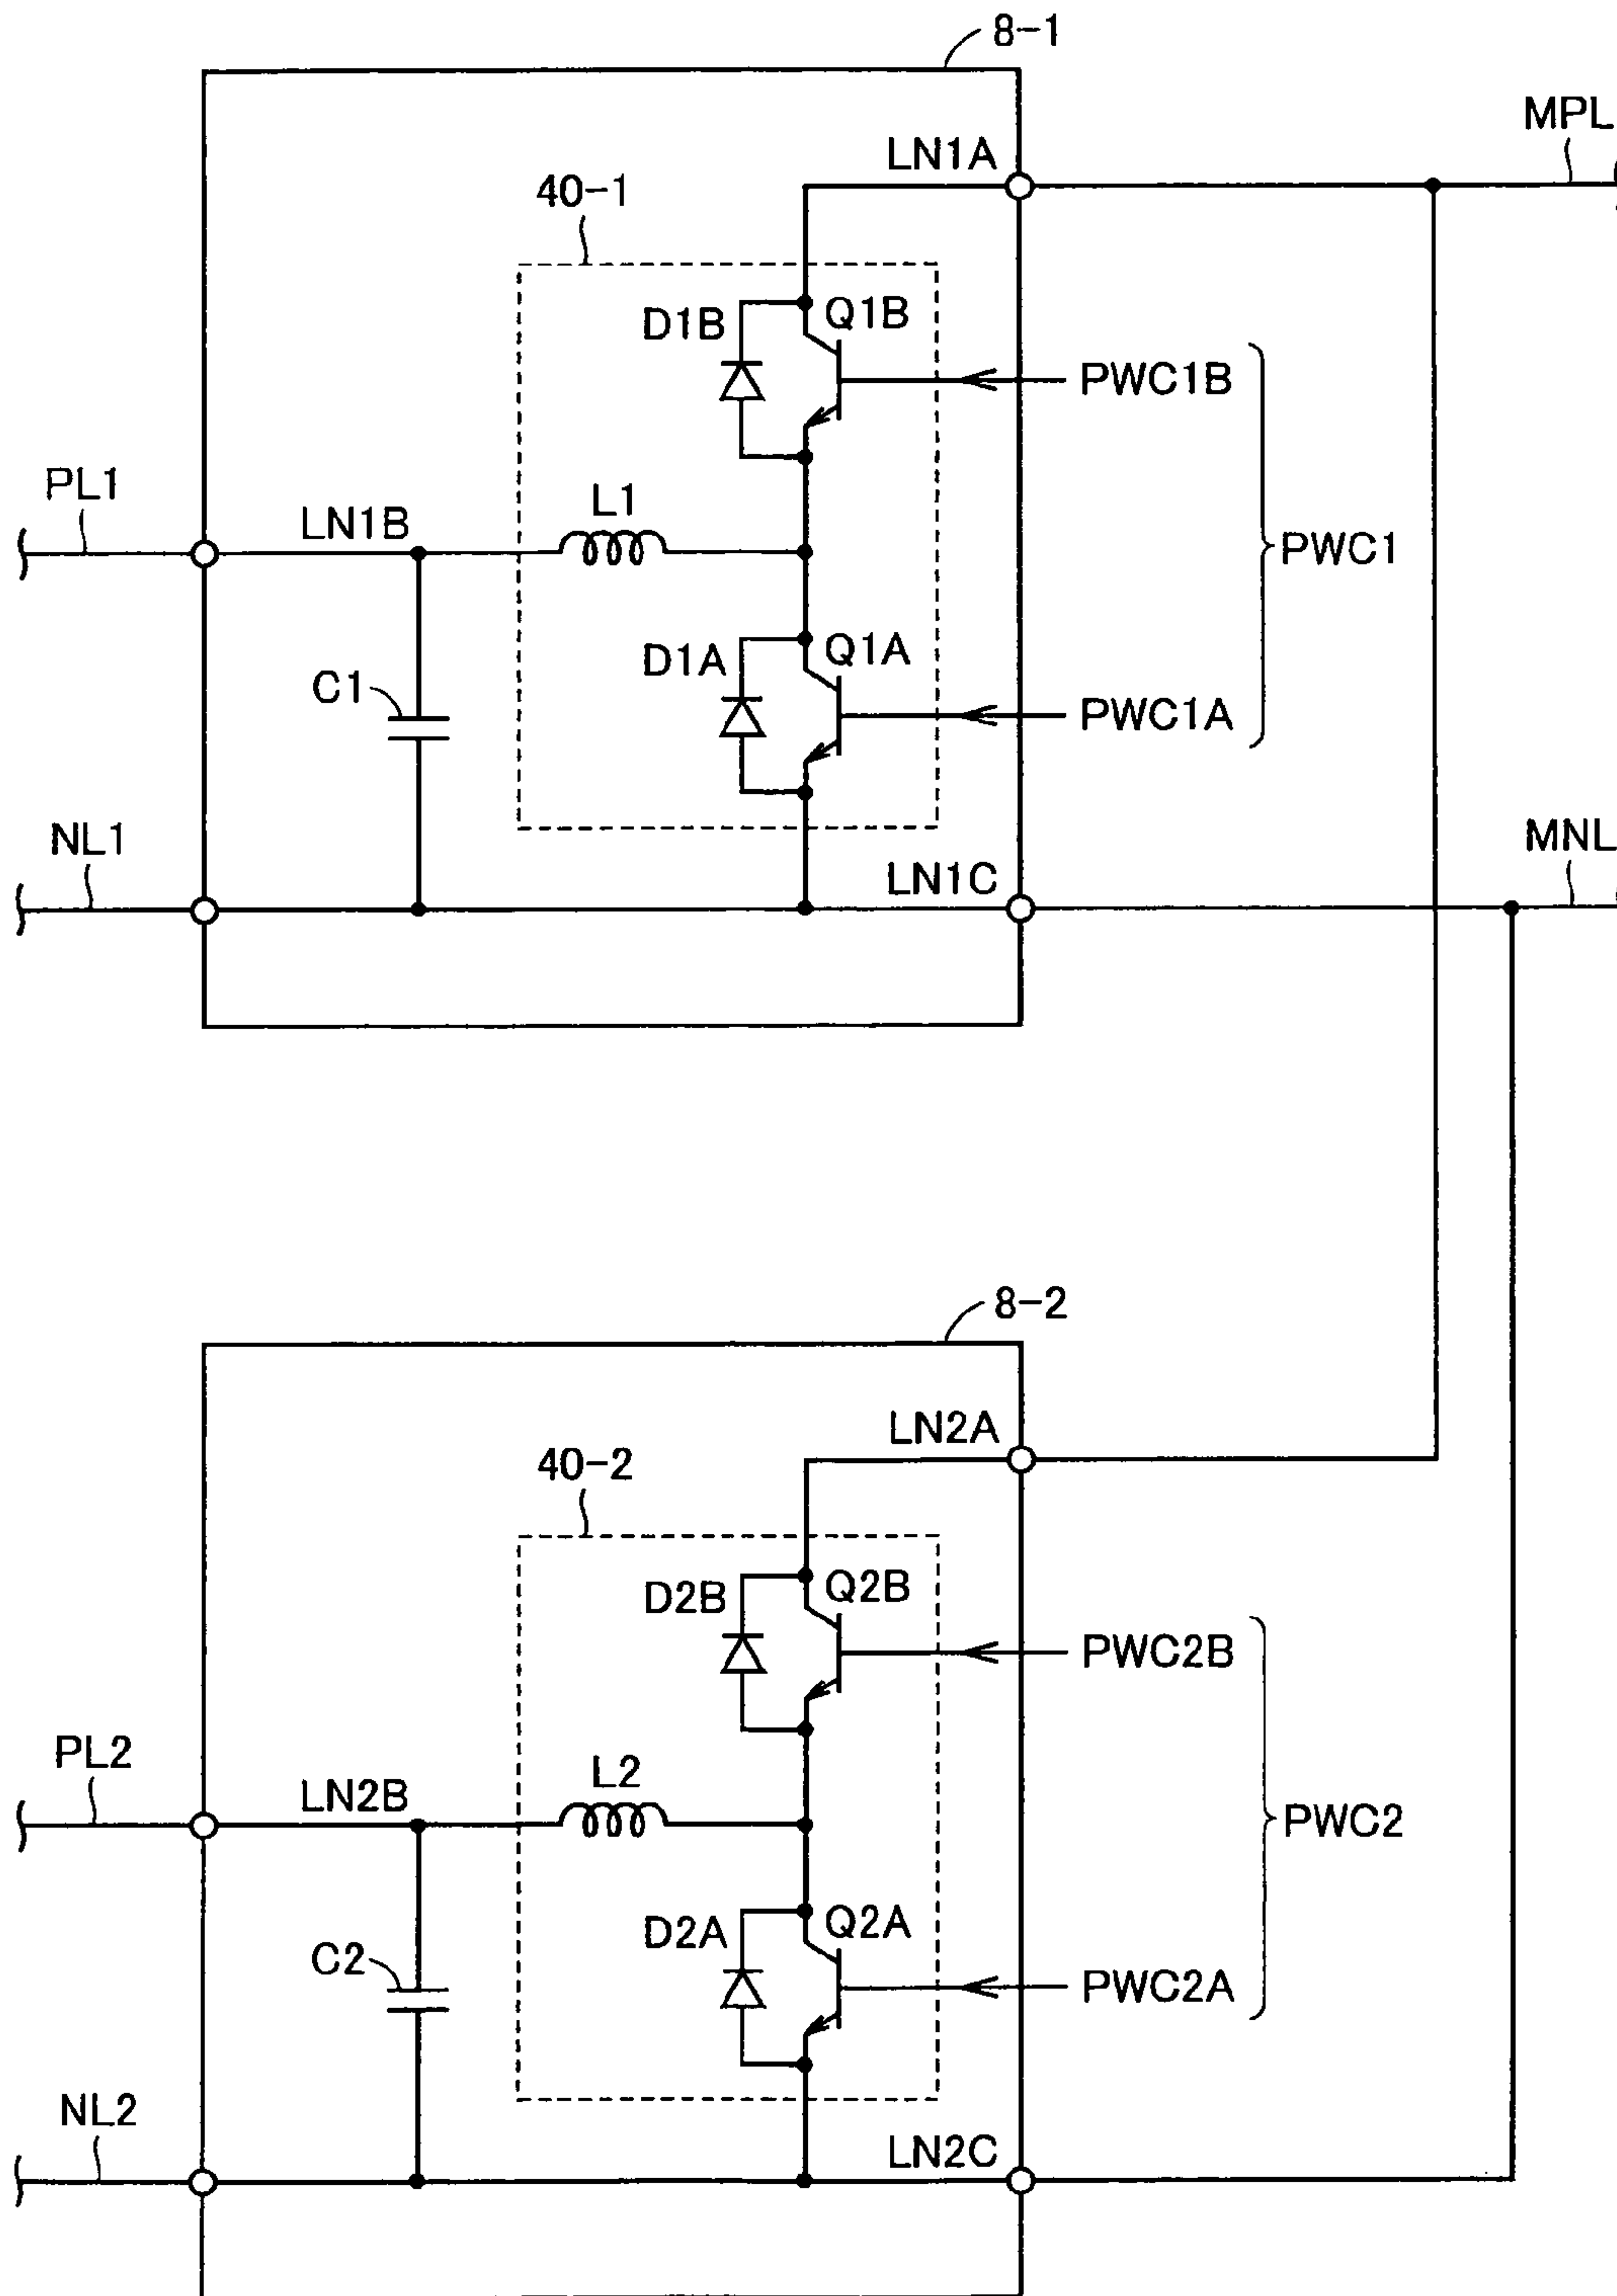 8-1
MPL
LN1A
40-1
D1B
Q1B
PWC1B
PL1
LN1B
L1
PWC1
D1A
Q1A
C1
PWC1A
NL1
LN1C
MNL
8-2
LN2A
40-2
D2B
Q2B
PWC2B
PL2
LN2B
L2
PWC2
D2A
Q2A
C2
PWC2A
NL2
LN2C